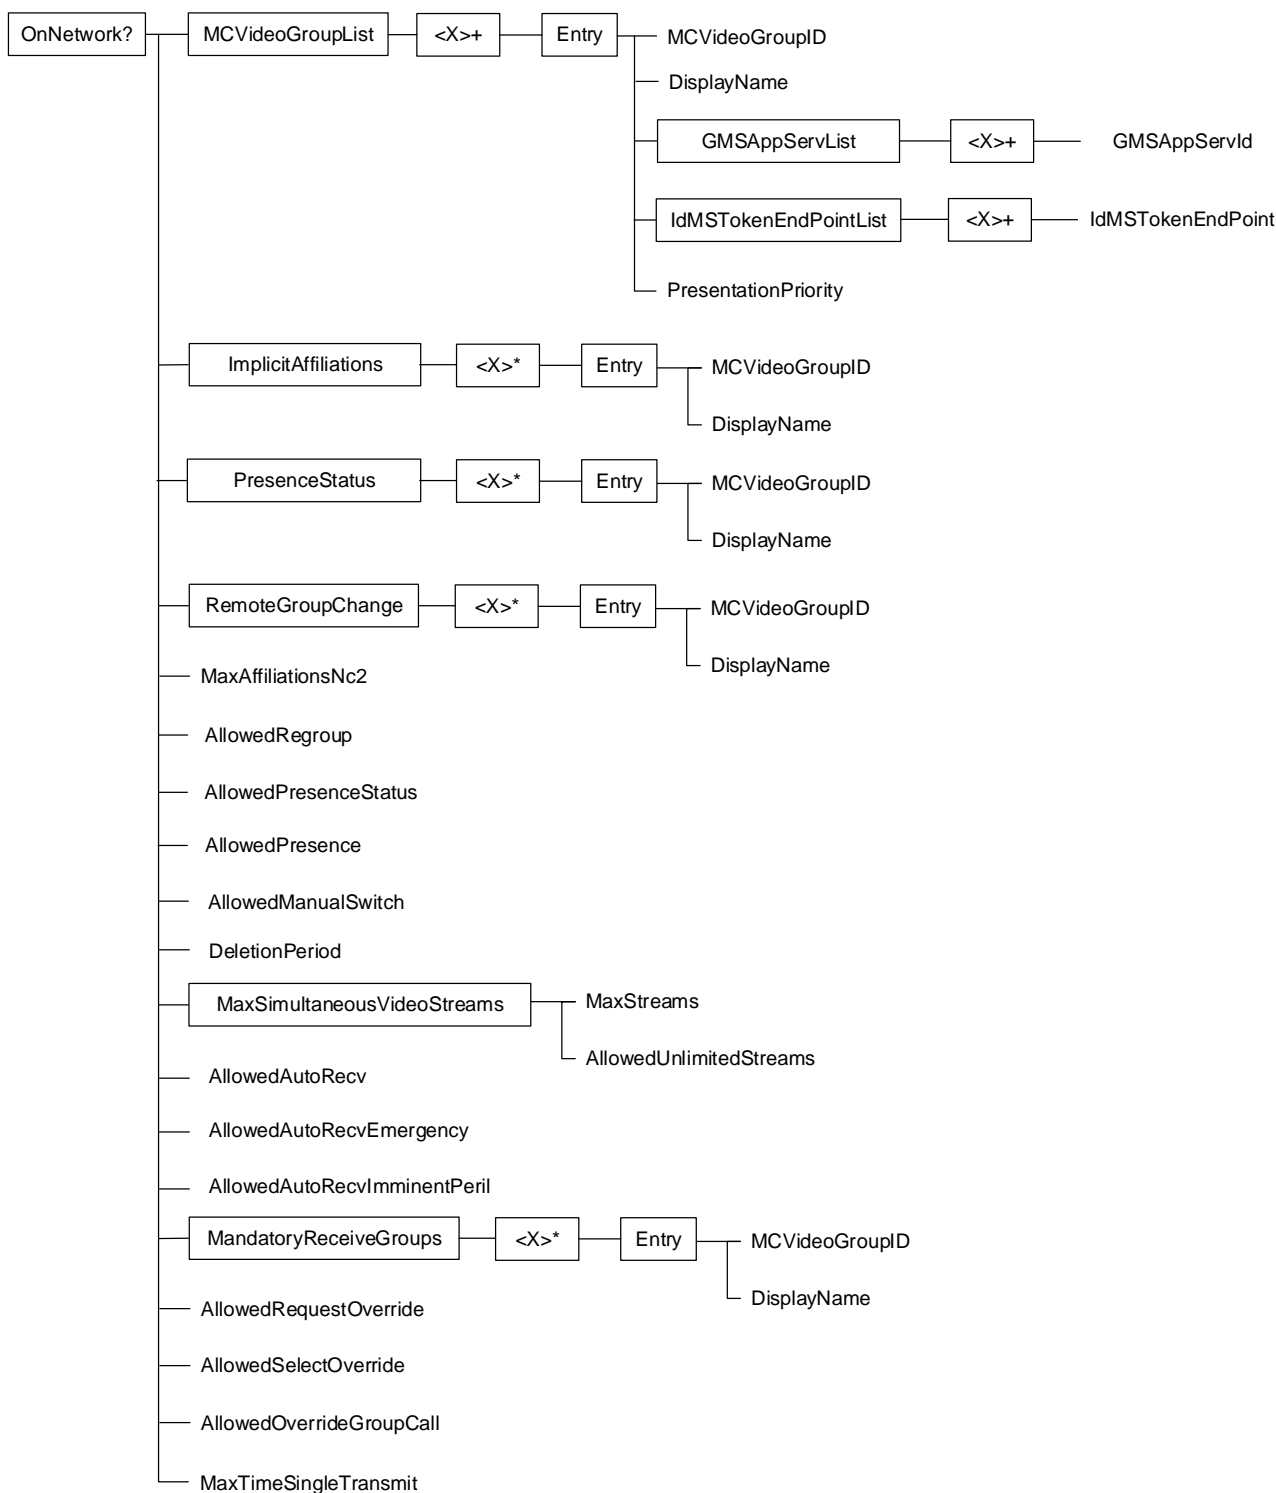 OnNetwork? MCVideoGroupList <X>+ Entry MCVideoGroupID
DisplayName
GMSAppServList <X>+ GMSAppServId
IdMSTokenEndPointList <X>+ IdMSTokenEndPoint
PresentationPriority
ImplicitAffiliations <X>* Entry MCVideoGroupID
DisplayName
PresenceStatus <X>* Entry MCVideoGroupID
DisplayName
RemoteGroupChange <X>* Entry MCVideoGroupID
DisplayName
MaxAffiliationsNc2
AllowedRegroup
AllowedPresenceStatus
AllowedPresence
AllowedManualSwitch
DeletionPeriod
MaxSimultaneousVideoStreams MaxStreams
AllowedUnlimitedStreams
AllowedAutoRecv
AllowedAutoRecvEmergency
AllowedAutoRecvImminentPeril
MandatoryReceiveGroups <X>* Entry MCVideoGroupID
DisplayName
AllowedRequestOverride
AllowedSelectOverride
AllowedOverrideGroupCall
MaxTimeSingleTransmit